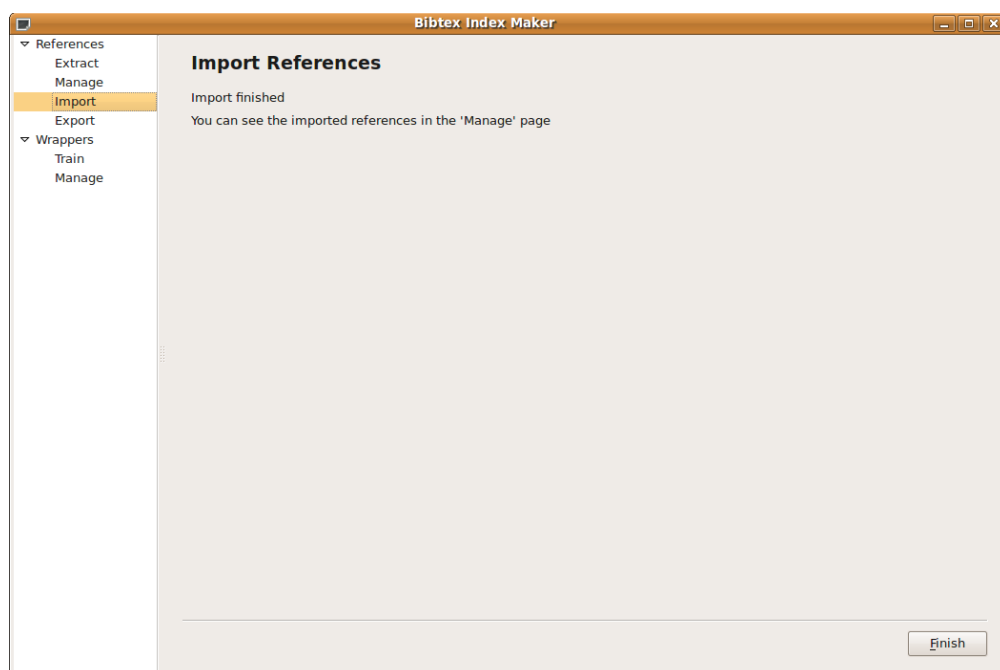 Bibtex Index Maker
References
Extract
Manage
Import
Export
Wrappers
Train
Manage
Import References
Import finished
You can see the imported references in the 'Manage' page
Finish